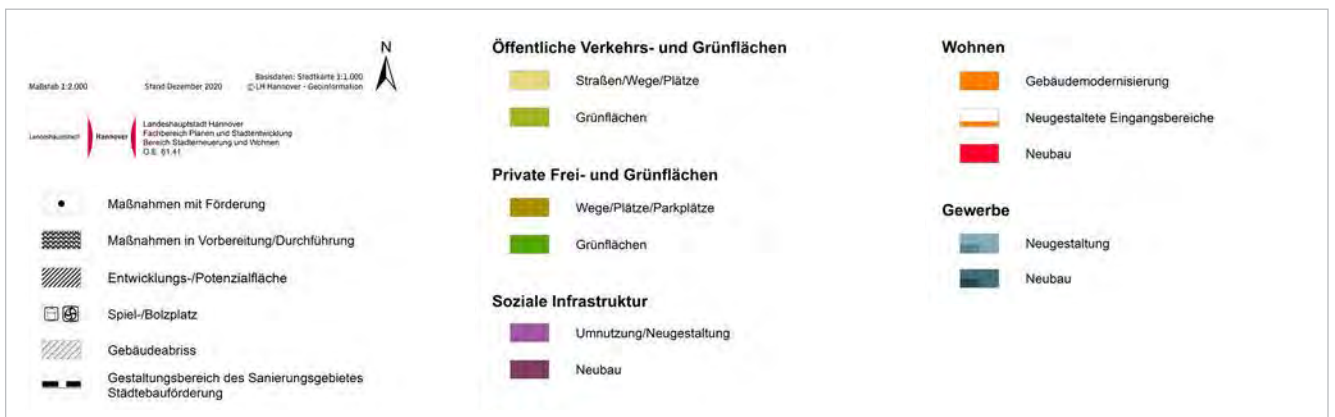 N
Maßstab 1:2.000
Stand Dezember 2020
Basisdaten: Stadtkarte 1:1.000
© LH Hannover - Geoinformation
Landeshauptstadt
Hannover
Landeshauptstadt Hannover
Fachbereich Planen und Stadtentwicklung
Bereich Stadterneuerung und Wohnen
O.E. 61.41
Maßnahmen mit Förderung
Maßnahmen in Vorbereitung/Durchführung
Entwicklungs-/Potenzialfläche
Spiel-/Bolzplatz
Gebäudeabriss
Gestaltungsbereich des Sanierungsgebietes
Städtebauförderung
Öffentliche Verkehrs- und Grünflächen
Straßen/Wege/Plätze
Grünflächen
Private Frei- und Grünflächen
Wege/Plätze/Parkplätze
Grünflächen
Soziale Infrastruktur
Umnutzung/Neugestaltung
Neubau
Wohnen
Gebäudemodernisierung
Neugestaltete Eingangsbereiche
Neubau
Gewerbe
Neugestaltung
Neubau